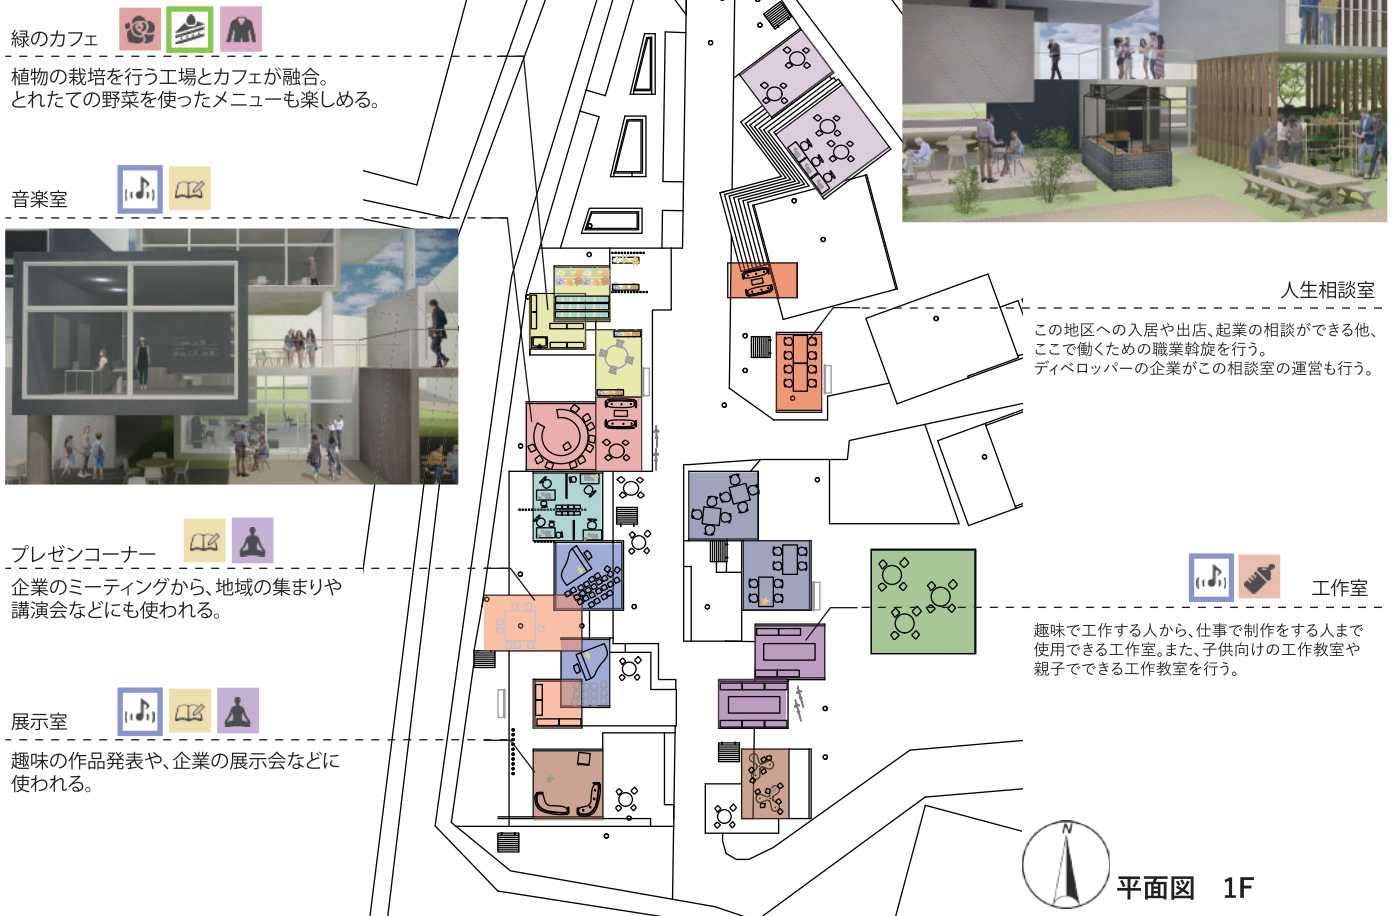 緑のカフェ
植物の栽培を行う工場とカフェが融合。
とれたての野菜を使ったメニューも楽しめる。
音楽室
プレゼンコーナー
企業のミーティングから、地域の集まりや
講演会などにも使われる。
展示室
趣味の作品発表や、企業の展示会などに
使われる。
人生相談室
この地区への入居や出店、起業の相談ができる他、
ここで働くための職業斡旋を行う。
ディベロッパーの企業がこの相談室の運営も行う。
工作室
趣味で工作する人から、仕事で制作をする人まで
使用できる工作室。また、子供向けの工作教室や
親子でできる工作教室を行う。
N
平面図 1F